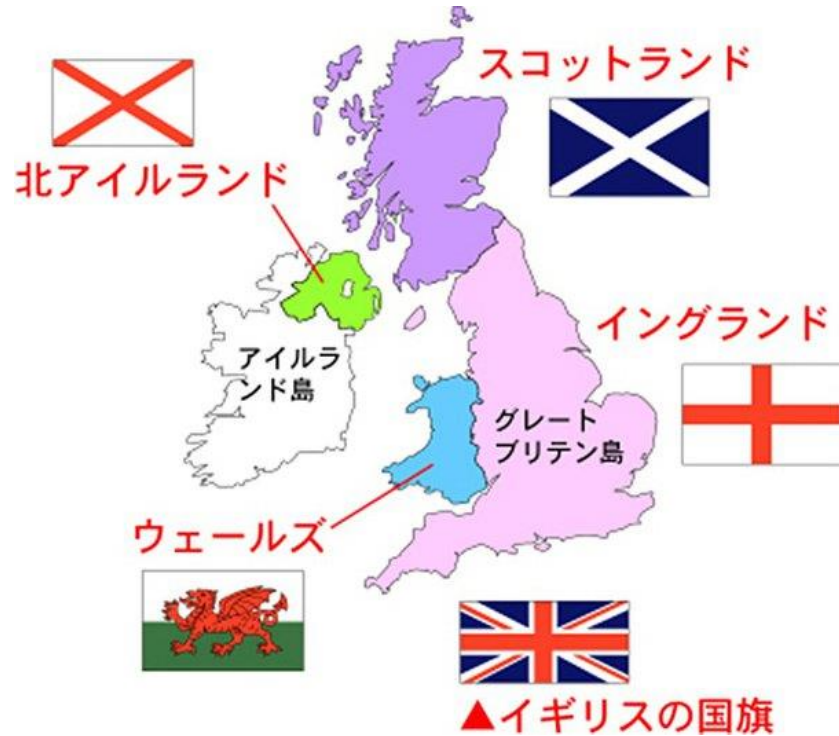 スコットランド
北アイルランド
イングランド
アイルラ
ンド島
グレート
ブリテン島
ウェールズ
▲イギリスの国旗